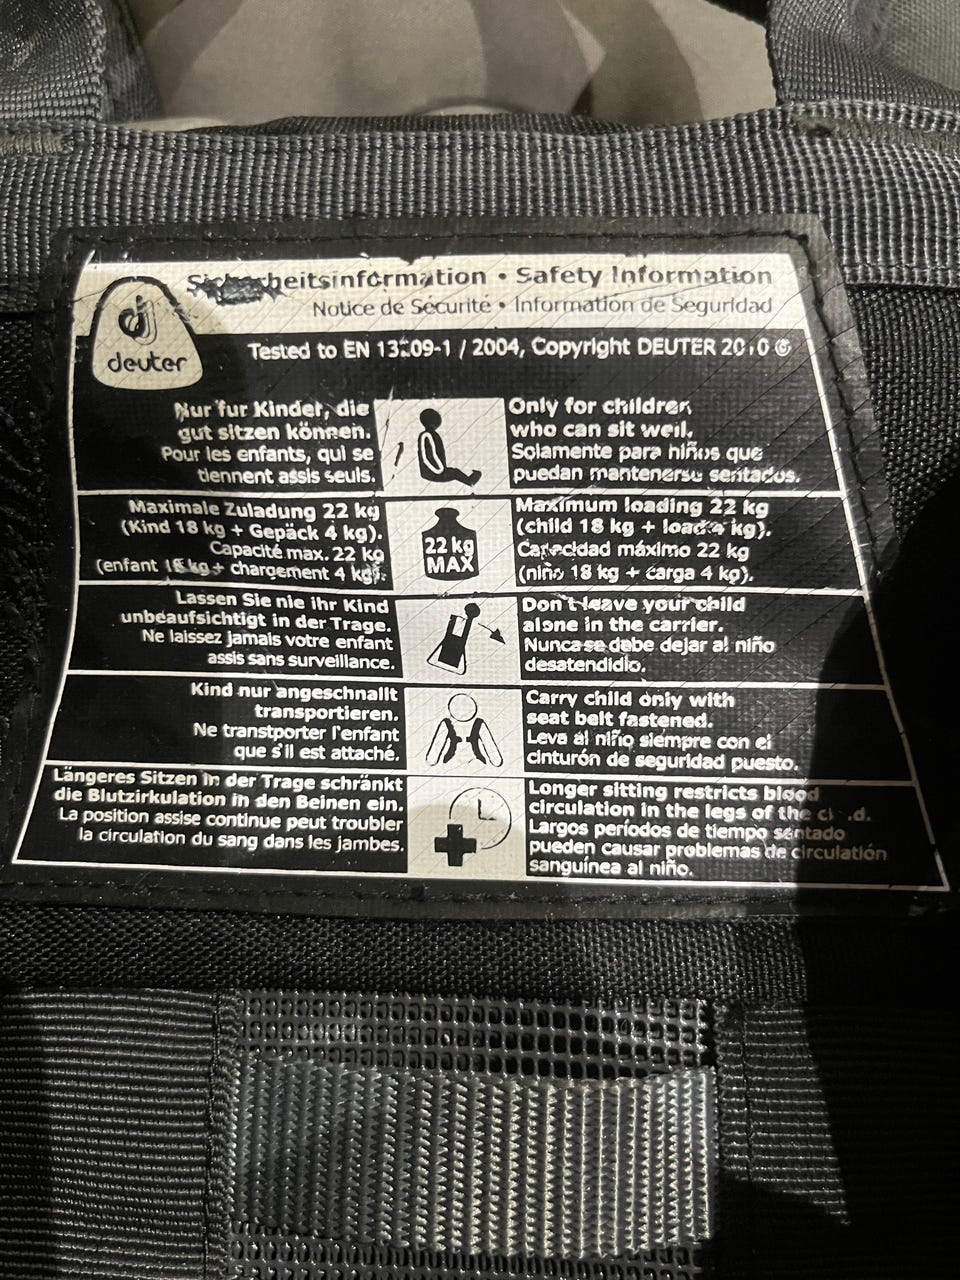 Sicherheitsinformation • Safety Information
Notice de Sécurité • Información de Seguridad
deuter
Tested to EN 13209-1 / 2004, Copyright DEUTER ©
Nur für Kinder, die
gut sitzen können.
Pour les enfants, qui se
tiennent assis seuls.
Only for children,
who can sit well.
Solamente para niños que
puedan mantenerse sentados.
Maximale Zuladung 22 kg
(Kind 18 kg + Gepäck 4 kg).
Capacité max. 22 kg
(enfant 18 kg + chargement 4 kg).
22 kg
MAX
Maximum loading 22 kg
(child 18 kg + load 4 kg).
Capacidad máximo 22 kg
(niño 18 kg + carga 4 kg).
Lassen Sie nie ihr Kind
unbeaufsichtigt in der Trage.
Ne laissez jamais votre enfant
assis sans surveillance.
Don't leave your child
alone in the carrier.
Nunca se debe dejar al niño
desatendidio.
Kind nur angeschnallt
transportieren.
Ne transtporter l'enfant
que s'il est attaché.
Carry child only with
seat belt fastened.
Leva al niño siempre con el
cinturón de seguridad puesto.
Längeres Sitzen in der Trage schränkt
die Blutzirkulation in den Beinen ein.
La position assise continue peut troubler
la circulation du sang dans les jambes.
Longer sitting restricts blood
circulation in the legs of the child.
Largos períodos de tiempo sentado
pueden causar problemas de circulatión
sanguínea al niño.